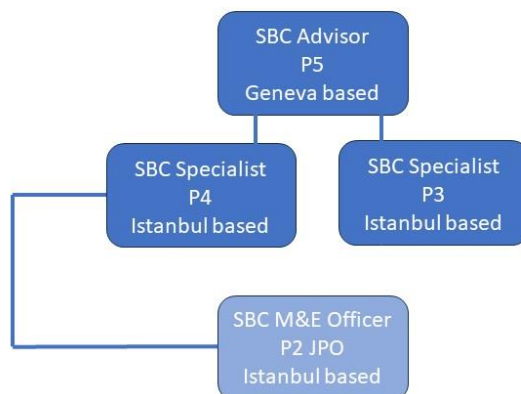 SBC Advisor
P5
Geneva based
SBC Specialist
P4
Istanbul based
SBC Specialist
P3
Istanbul based
SBC M&E Officer
P2 JPO
Istanbul based